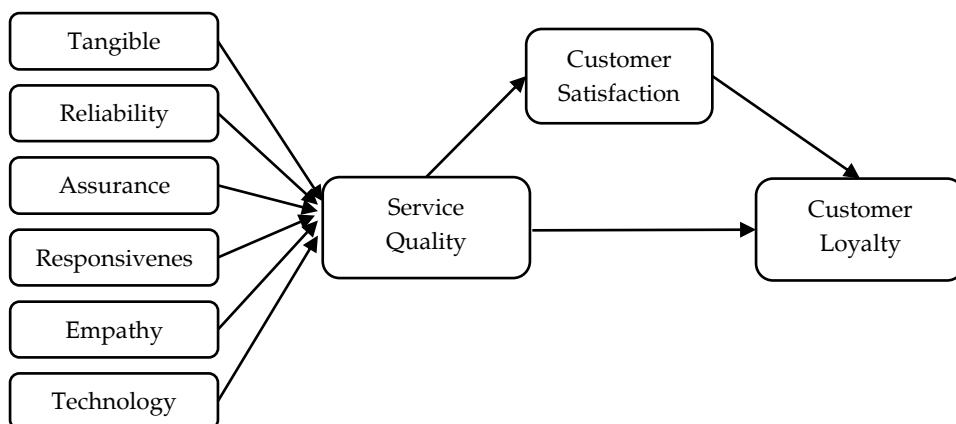 Tangible
Reliability
Assurance
Responsivenes
Empathy
Technology
Service
Quality
Customer
Satisfaction
Customer
Loyalty